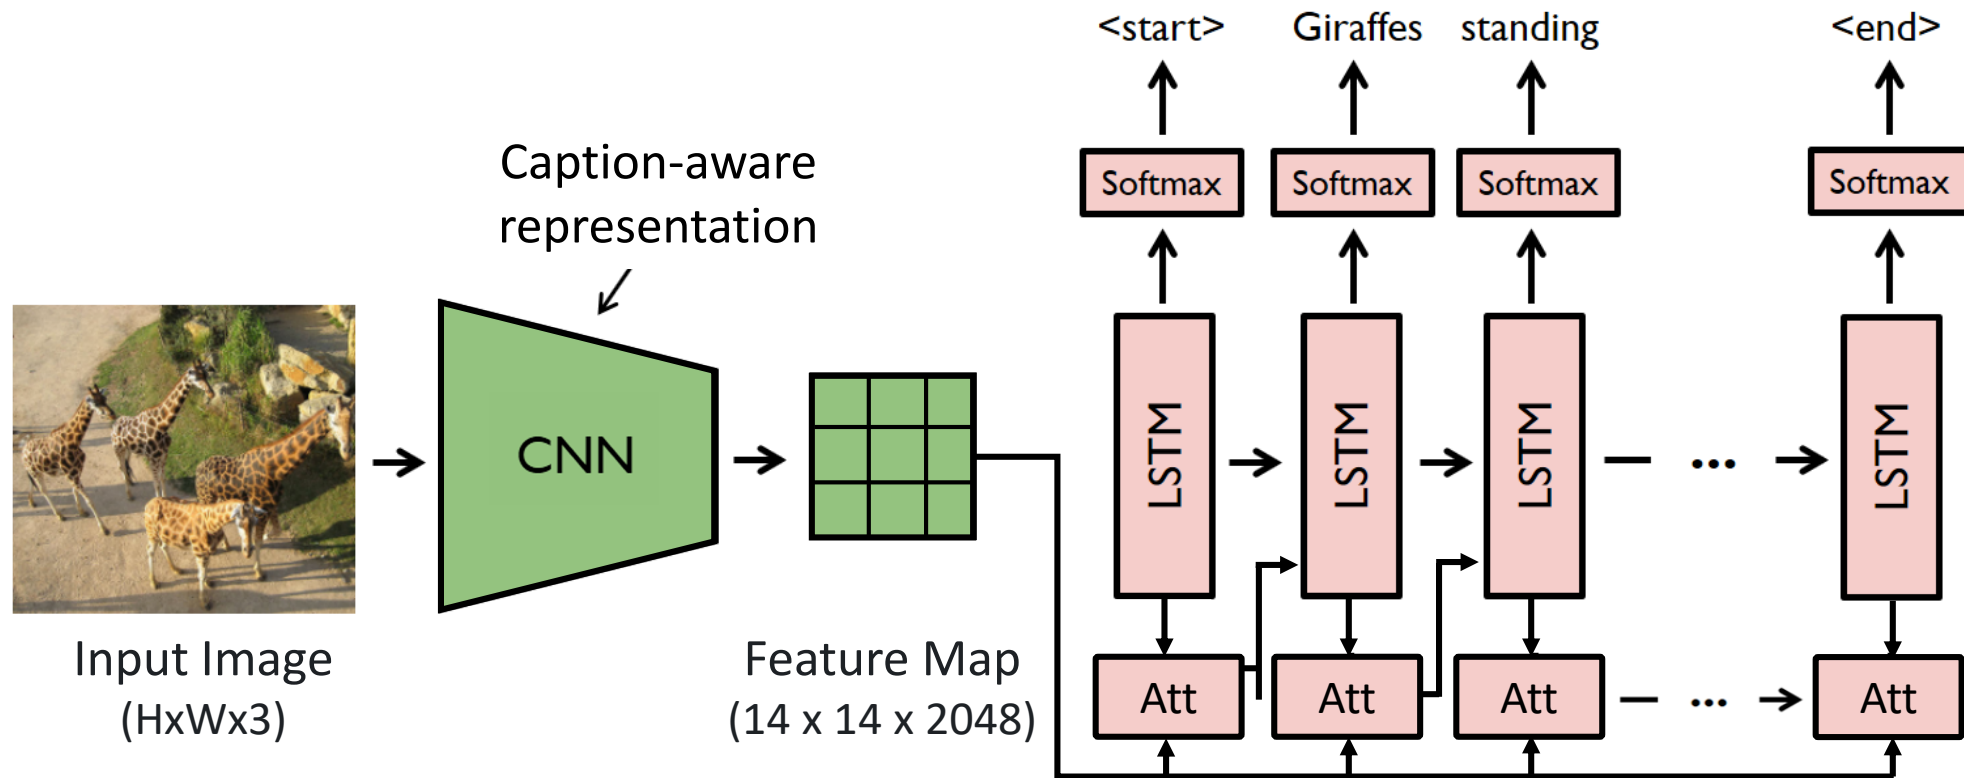 <start> Giraffes standing <end>
Softmax Softmax Softmax Softmax
Caption-aware
representation
CNN
LSTM LSTM LSTM ... LSTM
Input Image
(HxWx3)
Feature Map
(14 x 14 x 2048)
Att Att Att ... Att